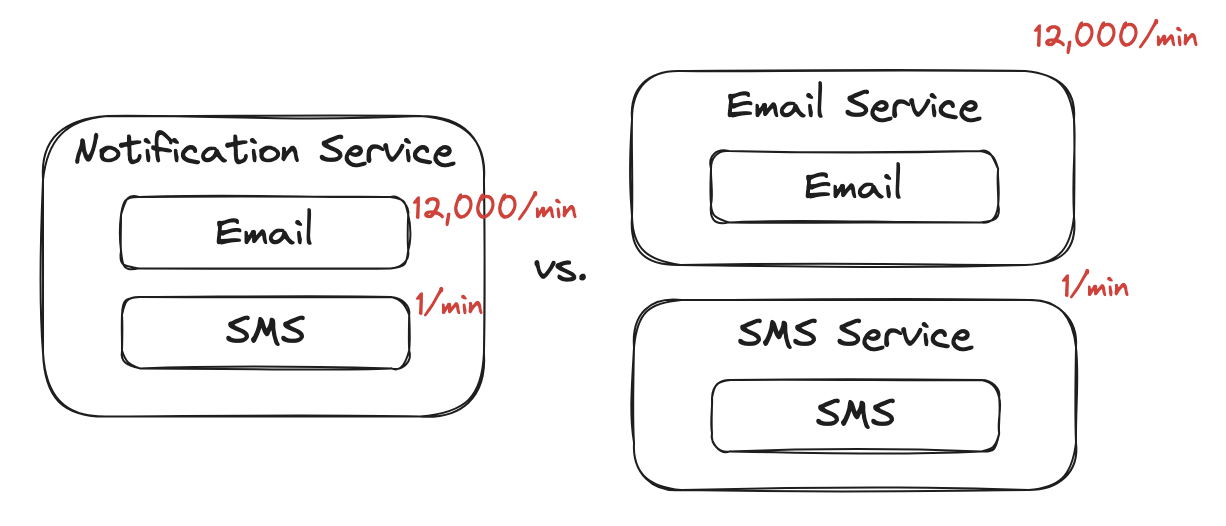 Notification Service
Email
12,000/min
SMS
1/min
vs.
12,000/min
Email Service
Email
1/min
SMS Service
SMS